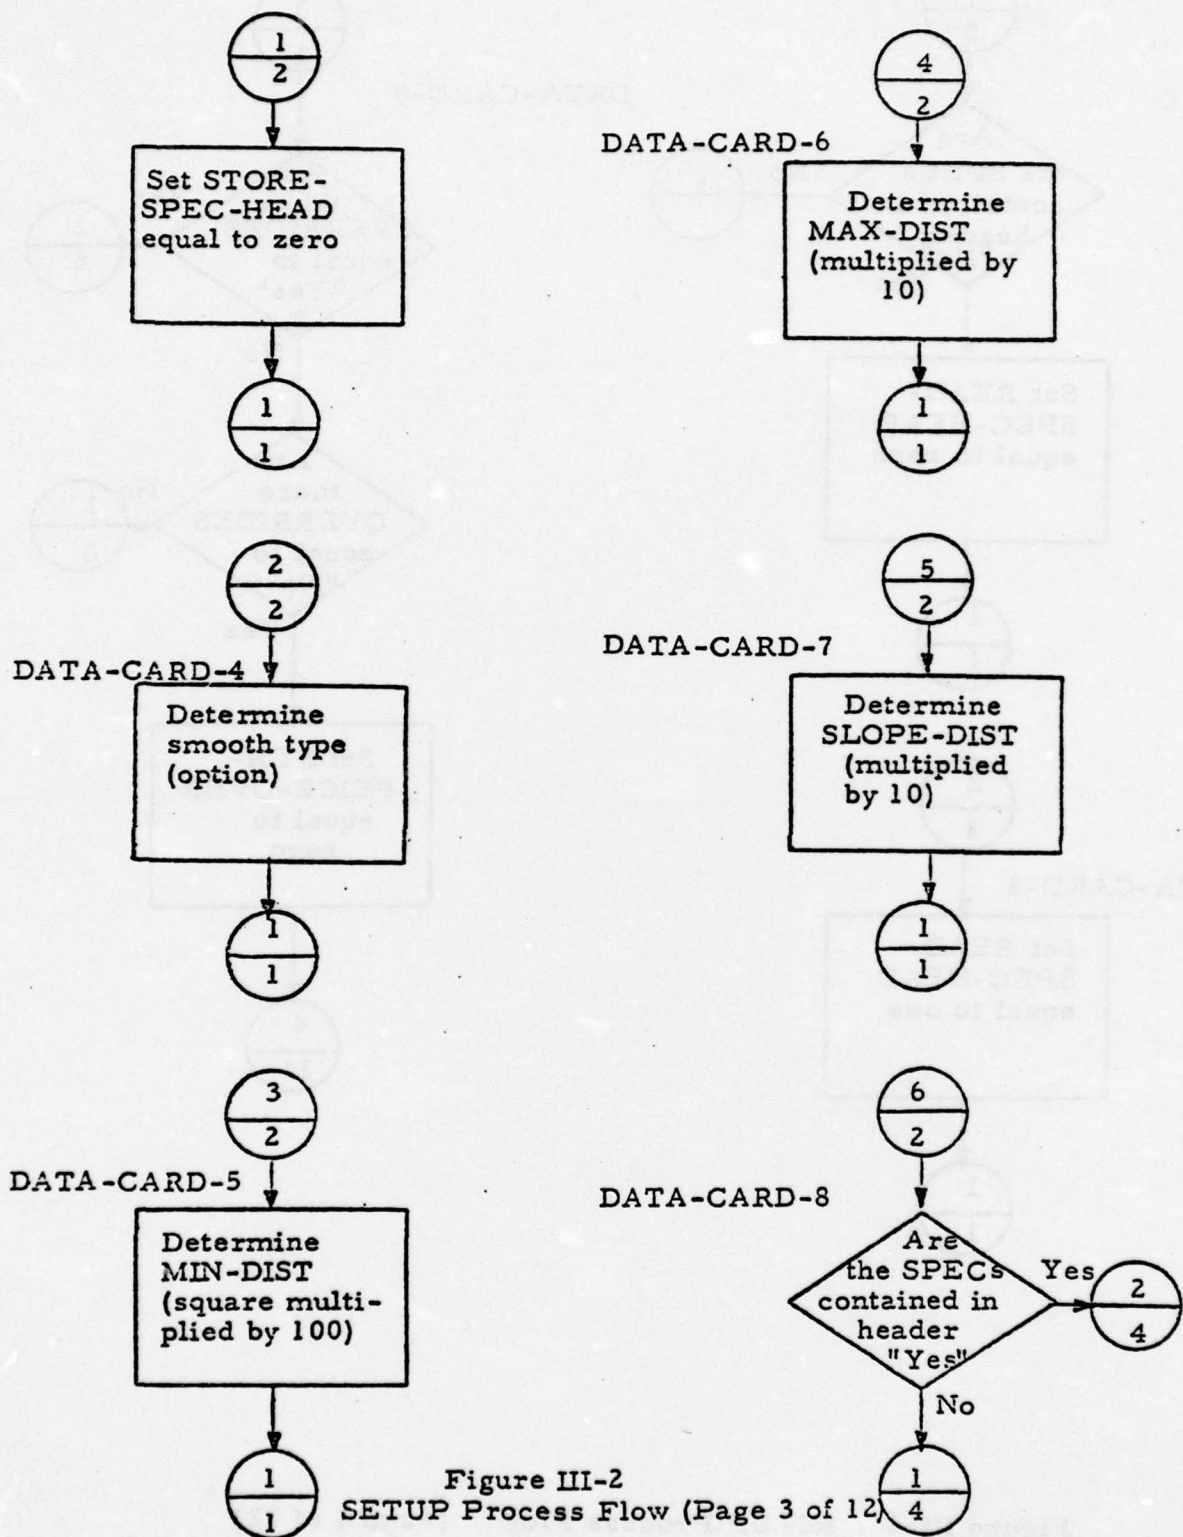 1
2
Set STORE-
SPEC-HEAD
equal to zero
1
1
2
2
DATA-CARD-4
Determine
smooth type
(option)
1
1
3
2
DATA-CARD-5
Determine
MIN-DIST
(square multi-
plied by 100)
1
1
4
2
DATA-CARD-6
Determine
MAX-DIST
(multiplied by
10)
1
1
5
2
DATA-CARD-7
Determine
SLOPE-DIST
(multiplied
by 10)
1
1
6
2
DATA-CARD-8
Are
the SPECs
contained in
header
"Yes"
Yes
2
4
No
1
4
Figure III-2
SETUP Process Flow (Page 3 of 12)